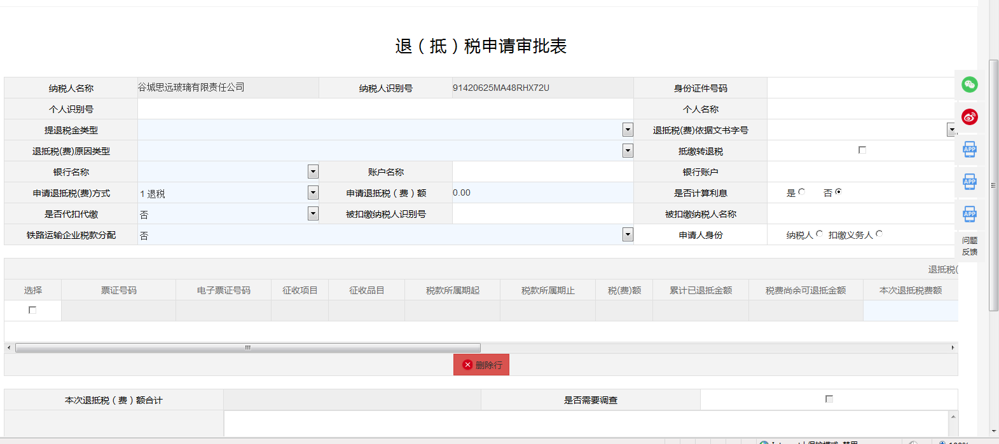 退（抵）税申请审批表
纳税人名称 谷城思远玻璃有限责任公司 纳税人识别号 91420625MA48RHX72U 身份证件号码
个人识别号 个人名称
提退税金类型 退抵税(费)依据文书字号
退抵税(费)原因类型 抵缴转退税
银行名称 账户名称 银行账户
申请退抵税(费)方式 1 退税 申请退抵税（费）额 0.00 是否计算利息 是 否
是否代扣代缴 否 被扣缴纳税人识别号 被扣缴纳税人名称
铁路运输企业税款分配 否 申请人身份 纳税人 扣缴义务人
APP
APP
APP
问题
反馈
退抵税(
选择 票证号码 电子票证号码 征收项目 征收品目 税款所属期起 税款所属期止 税(费)额 累计已退抵金额 税费尚余可退抵金额 本次退抵税费额
删除行
本次退抵税（费）额合计 是否需要调查